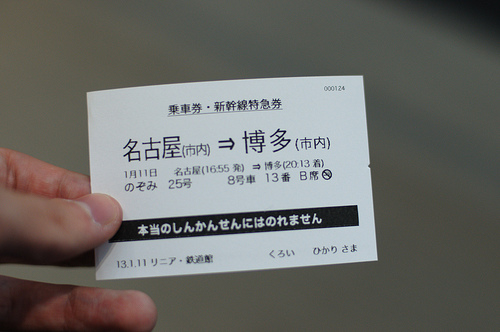 000124
乗車券・新幹線特急券
名古屋(市内) ⇒ 博多(市内)
1月11日 名古屋(16:55 発) ⇒ 博多(20:13 着)
のぞみ 25号 8号車 13番 B席
本当のしんかんせんにはのれません
13.1.11 リニア・鉄道館 くろい ひかり さま